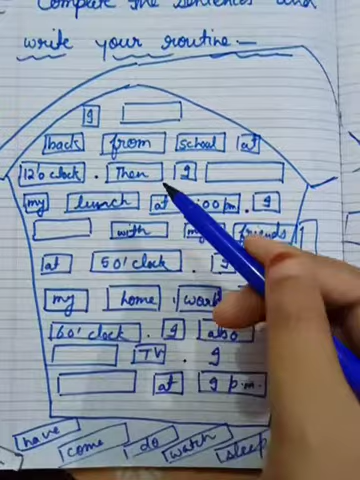 Complete the sentences and
write your routine.
I
back from school at
12 o'clock. Then I
my lunch at :00 pm. I
with my friends
at 5 o' clock. I
my home work
6 o' clock. I also
TV. I
at 9 p.m.
have come do watch sleep